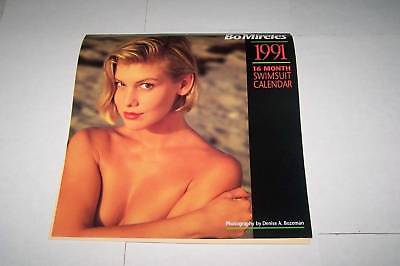 Bo Mireles
1991
16 MONTH
SWIMSUIT
CALENDAR
Photography by Denise A. Bozeman